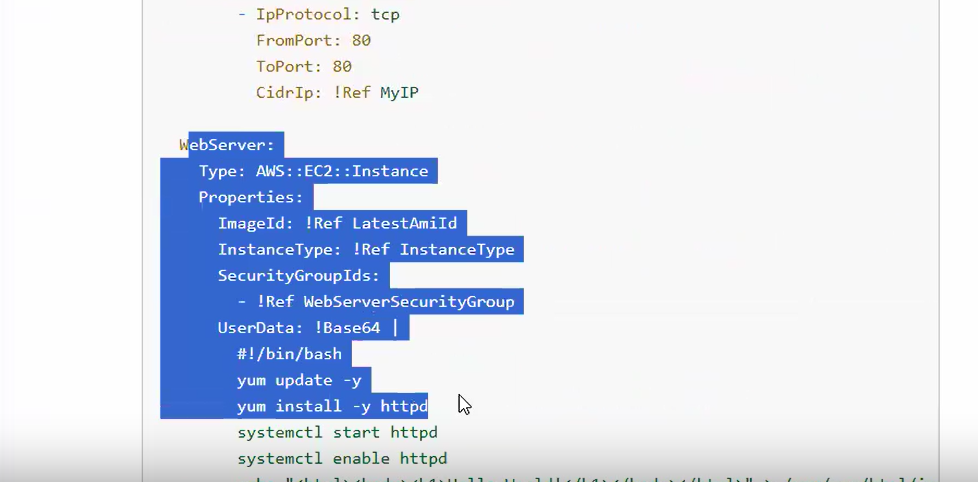 - IpProtocol: tcp
FromPort: 80
ToPort: 80
CidrIp: !Ref MyIP
WebServer:
Type: AWS::EC2::Instance
Properties:
ImageId: !Ref LatestAmiId
InstanceType: !Ref InstanceType
SecurityGroupIds:
- !Ref WebServerSecurityGroup
UserData: !Base64 |
#!/bin/bash
yum update -y
yum install -y httpd
systemctl start httpd
systemctl enable httpd